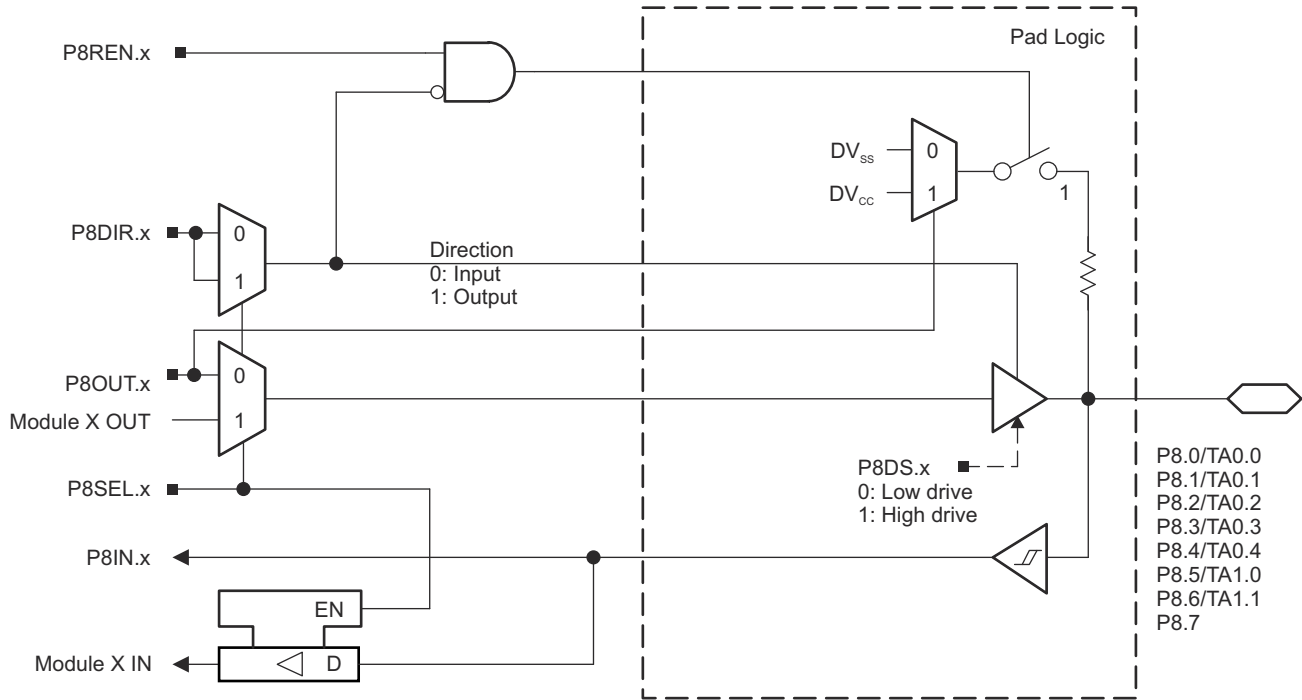 Pad Logic
P8REN.x
DV_SS
0
DV_CC
1
1
P8DIR.x
0
1
Direction
0: Input
1: Output
P8OUT.x
0
Module X OUT
1
P8SEL.x
P8DS.x
0: Low drive
1: High drive
P8.0/TA0.0
P8.1/TA0.1
P8.2/TA0.2
P8.3/TA0.3
P8.4/TA0.4
P8.5/TA1.0
P8.6/TA1.1
P8.7
P8IN.x
EN
Module X IN
D